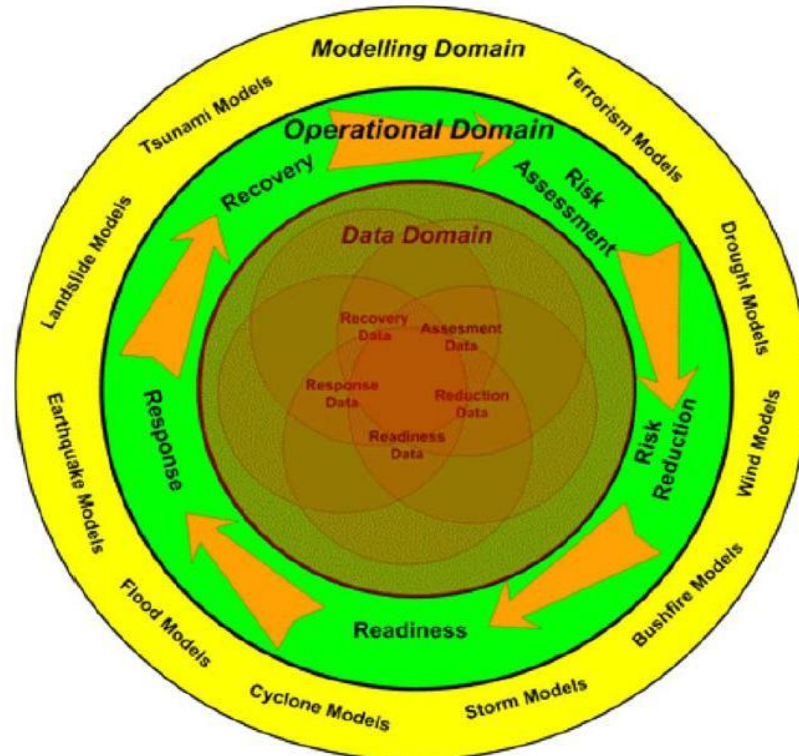 Modelling Domain
Terrorism Models
Drought Models
Wind Models
Bushfire Models
Storm Models
Cyclone Models
Flood Models
Earthquake Models
Landslide Models
Tsunami Models
Operational Domain
Risk
Assessment
Risk
Reduction
Readiness
Response
Recovery
Data Domain
Recovery
Data
Assesment
Data
Reduction
Data
Readiness
Data
Response
Data